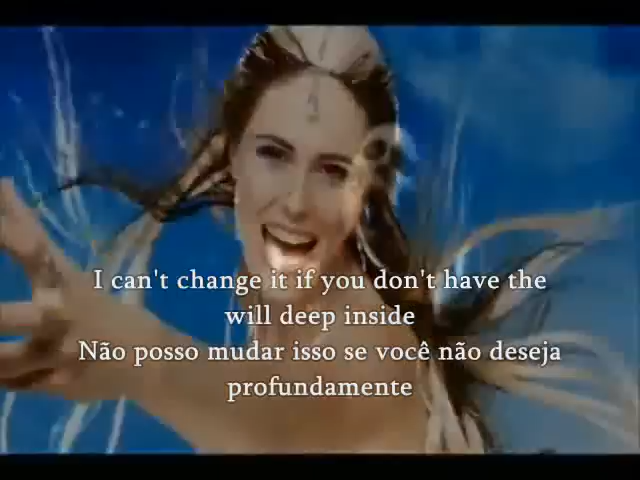 I can't change it if you don't have the
will deep inside
Não posso mudar isso se você não deseja
profundamente